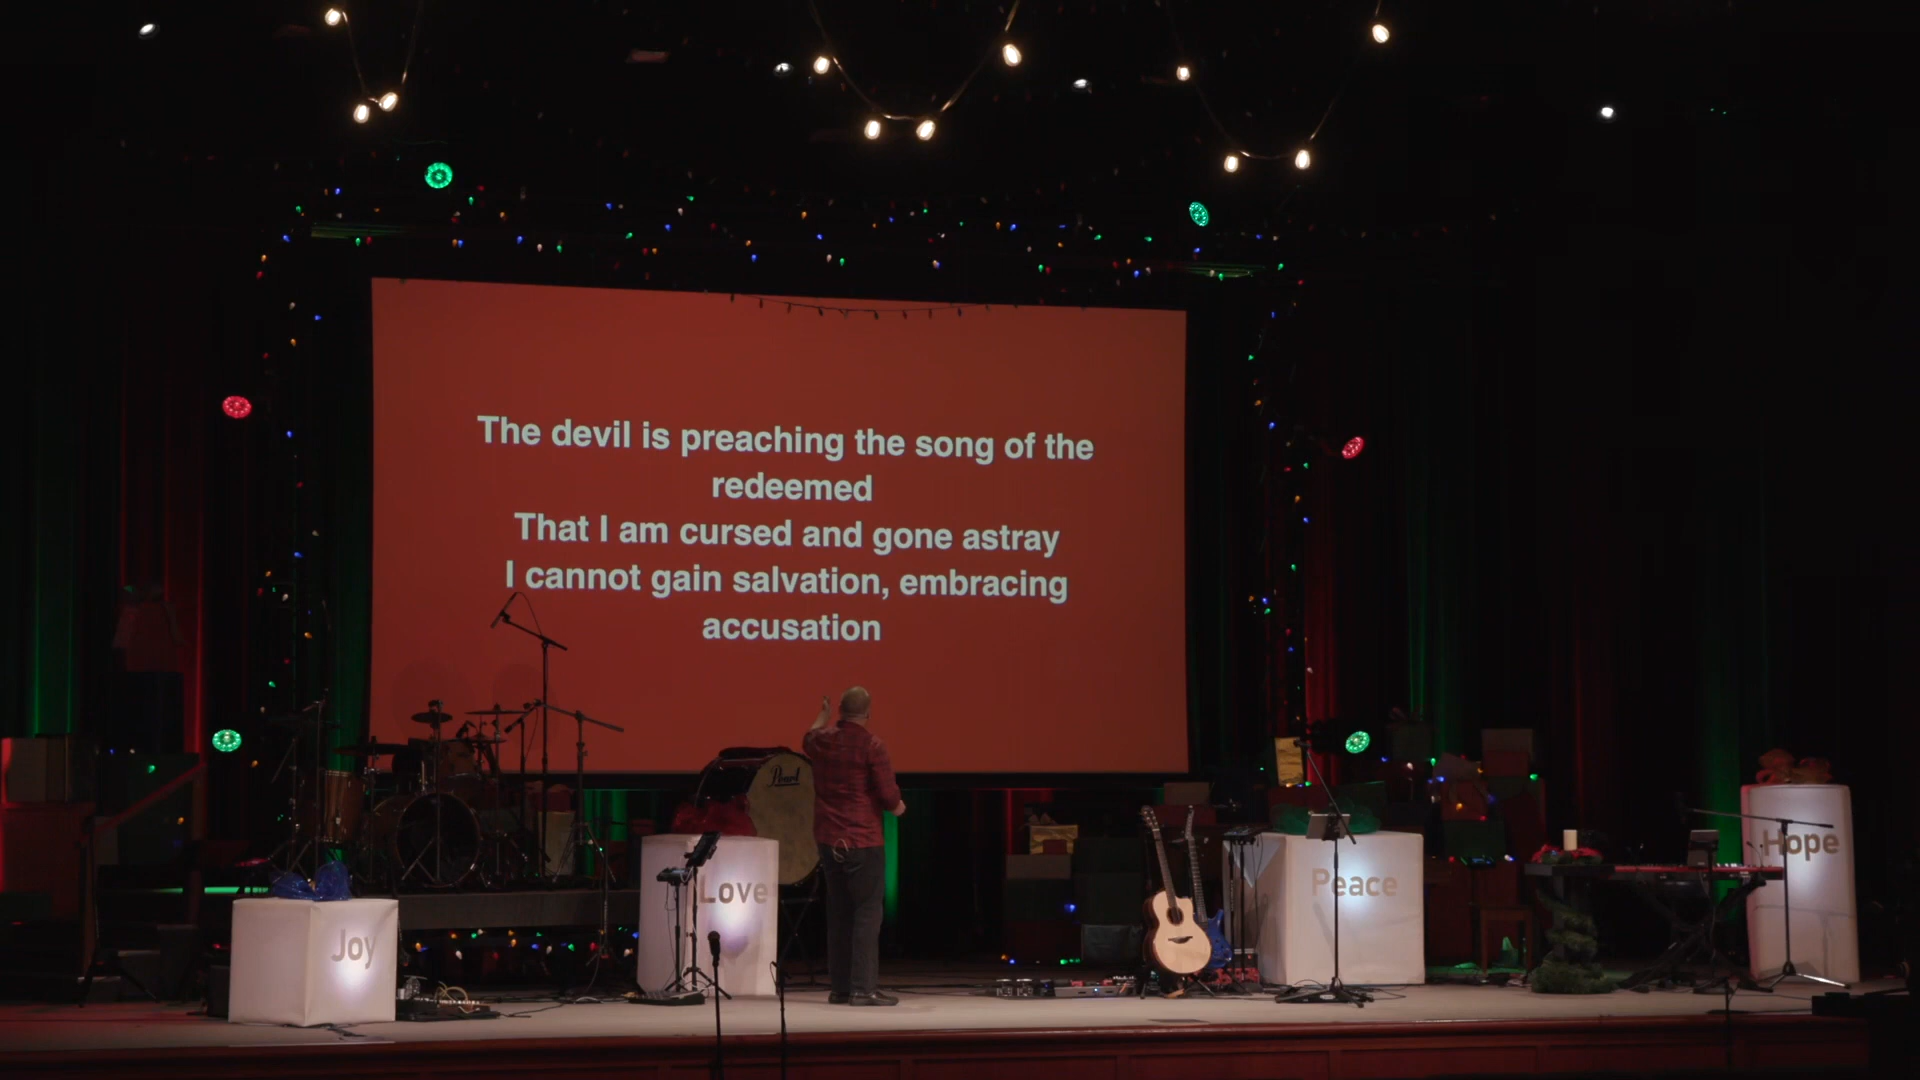 The devil is preaching the song of the
redeemed
That I am cursed and gone astray
I cannot gain salvation, embracing
accusation
Pearl
Joy
Love
Peace
Hope